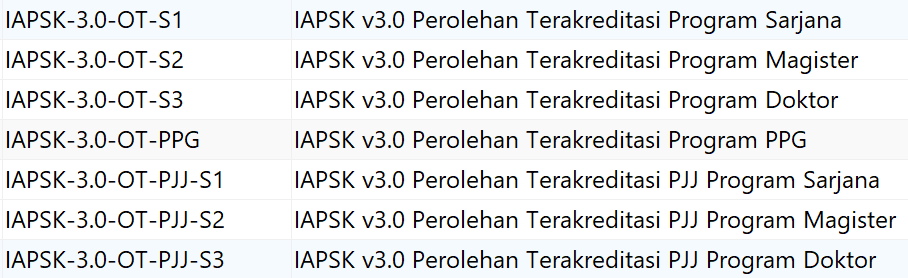 IAPSK-3.0-OT-S1 IAPSK v3.0 Perolehan Terakreditasi Program Sarjana
IAPSK-3.0-OT-S2 IAPSK v3.0 Perolehan Terakreditasi Program Magister
IAPSK-3.0-OT-S3 IAPSK v3.0 Perolehan Terakreditasi Program Doktor
IAPSK-3.0-OT-PPG IAPSK v3.0 Perolehan Terakreditasi Program PPG
IAPSK-3.0-OT-PJJ-S1 IAPSK v3.0 Perolehan Terakreditasi PJJ Program Sarjana
IAPSK-3.0-OT-PJJ-S2 IAPSK v3.0 Perolehan Terakreditasi PJJ Program Magister
IAPSK-3.0-OT-PJJ-S3 IAPSK v3.0 Perolehan Terakreditasi PJJ Program Doktor